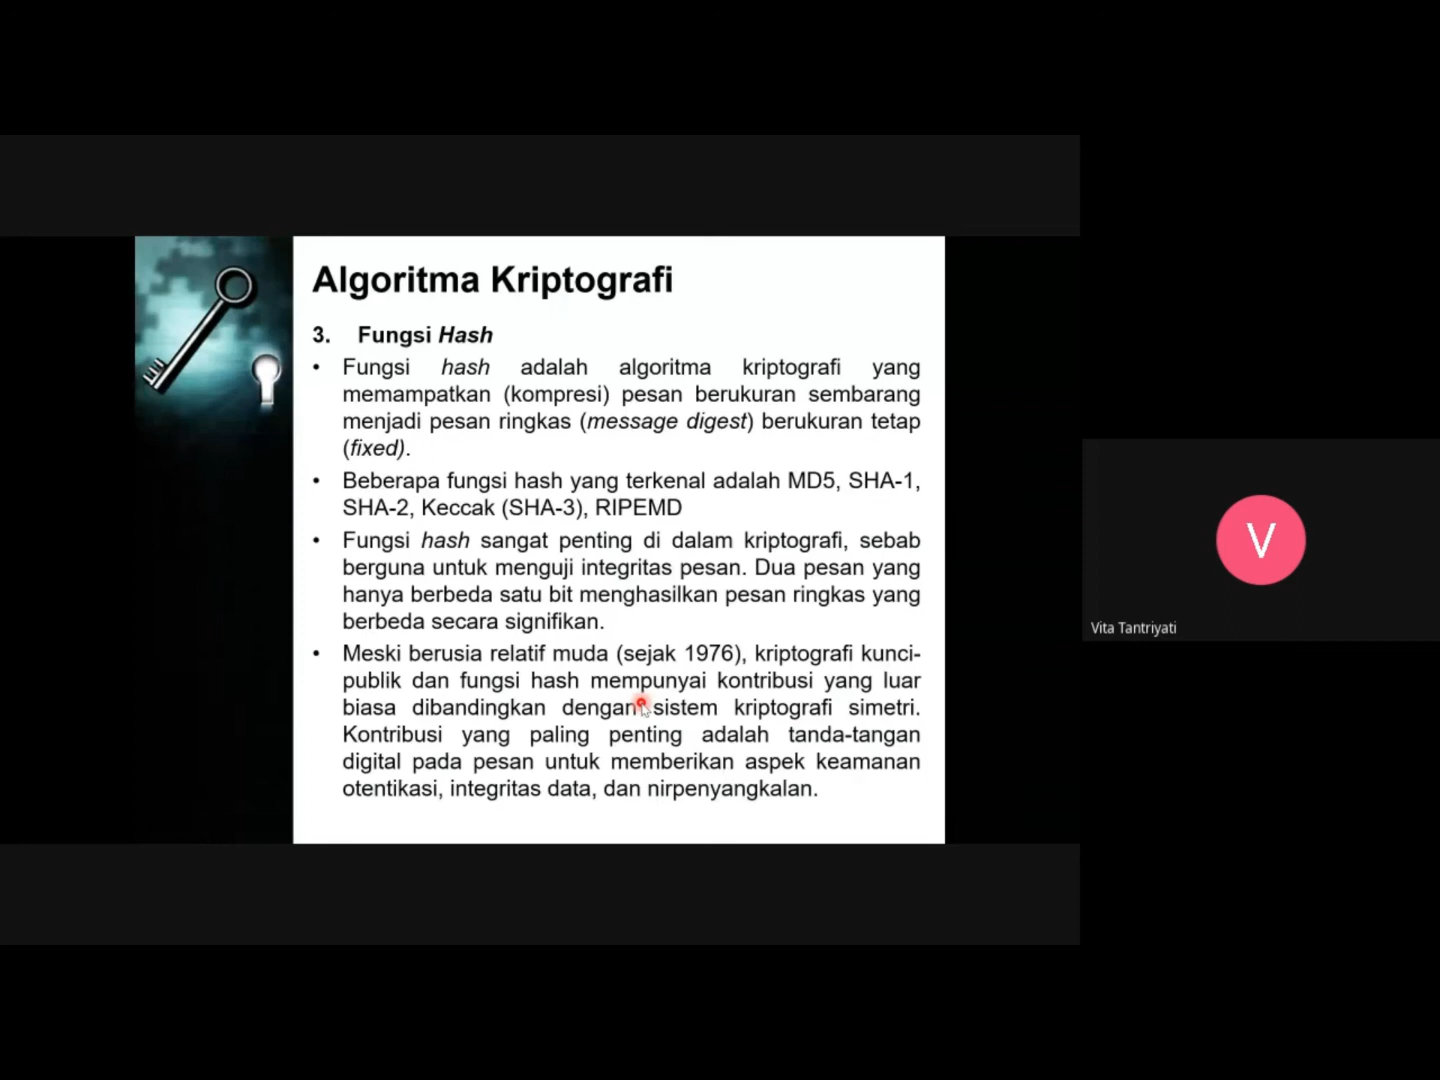 Algoritma Kriptografi
3. Fungsi Hash
• Fungsi hash adalah algoritma kriptografi yang
memampatkan (kompresi) pesan berukuran sembarang
menjadi pesan ringkas (message digest) berukuran tetap
(fixed).
• Beberapa fungsi hash yang terkenal adalah MD5, SHA-1,
SHA-2, Keccak (SHA-3), RIPEMD
• Fungsi hash sangat penting di dalam kriptografi, sebab
berguna untuk menguji integritas pesan. Dua pesan yang
hanya berbeda satu bit menghasilkan pesan ringkas yang
berbeda secara signifikan.
• Meski berusia relatif muda (sejak 1976), kriptografi kunci-
publik dan fungsi hash mempunyai kontribusi yang luar
biasa dibandingkan dengan sistem kriptografi simetri.
Kontribusi yang paling penting adalah tanda-tangan
digital pada pesan untuk memberikan aspek keamanan
otentikasi, integritas data, dan nirpenyangkalan.
V
Vita Tantriyati